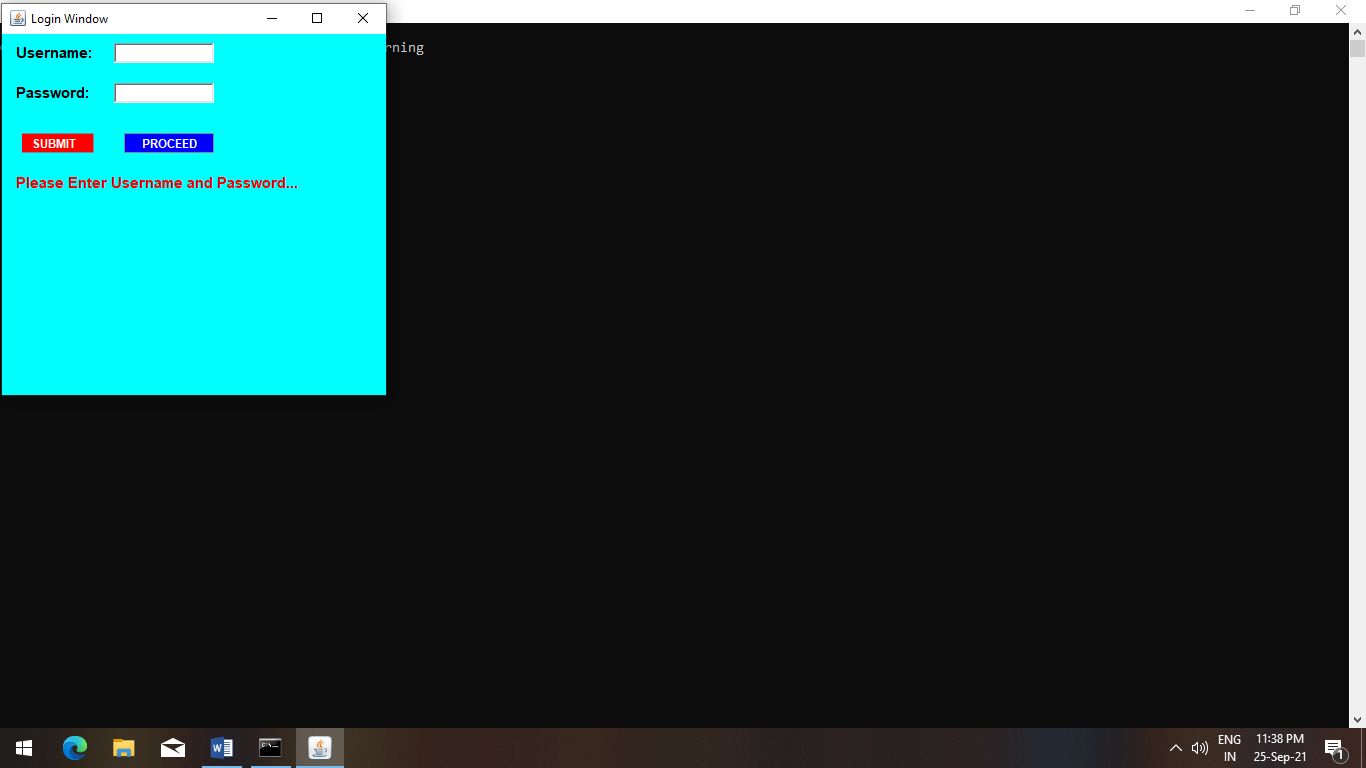 Login Window
Username:
rning
Password:
SUBMIT PROCEED
Please Enter Username and Password...
ENG 11:38 PM
IN 25-Sep-21
1